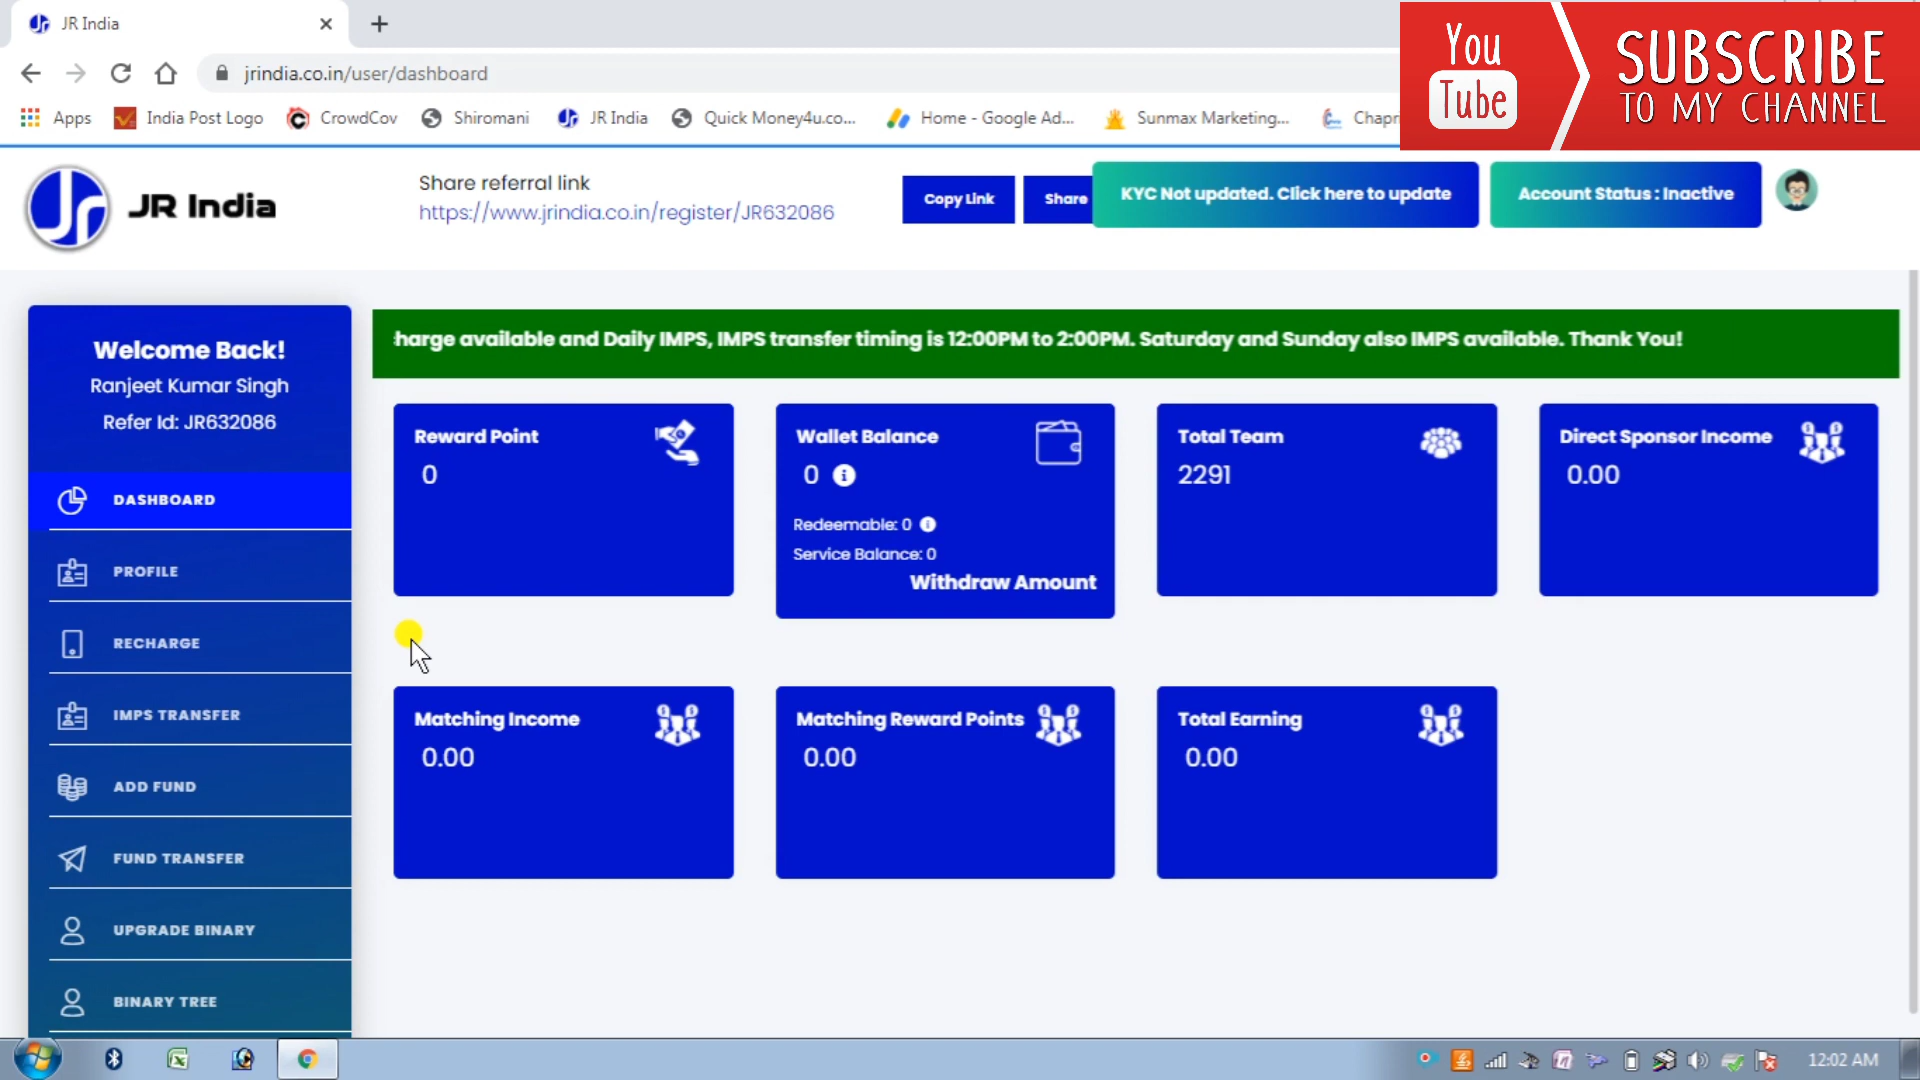 JR India
You Tube
SUBSCRIBE
TO MY CHANNEL
jrindia.co.in/user/dashboard
Apps India Post Logo CrowdCov Shiromani JR India Quick Money4u.co... Home - Google Ad... Sunmax Marketing...
JR India
Share referral link
https://www.jrindia.co.in/register/JR632086
Copy Link
Share
KYC Not updated. Click here to update
Account Status : Inactive
Welcome Back!
Ranjeet Kumar Singh
Refer Id: JR632086
DASHBOARD
PROFILE
RECHARGE
IMPS TRANSFER
ADD FUND
FUND TRANSFER
UPGRADE BINARY
BINARY TREE
available and Daily IMPS, IMPS transfer timing is 12:00PM to 2:00PM. Saturday and Sunday also IMPS available. Thank You!
Reward Point
0
Wallet Balance
0
Redeemable: 0
Service Balance: 0
Withdraw Amount
Total Team
2291
Direct Sponsor Income
0.00
Matching Income
0.00
Matching Reward Points
0.00
Total Earning
0.00
12:02 AM